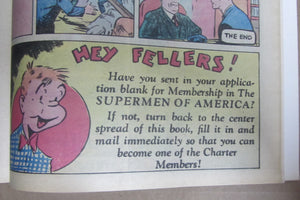 THE END
HEY FELLERS!
Have you sent in your applica-
tion blank for Membership in The
SUPERMEN OF AMERICA?
If not, turn back to the center
spread of this book, fill it in and
mail immediately so that you can
become one of the Charter
Members!